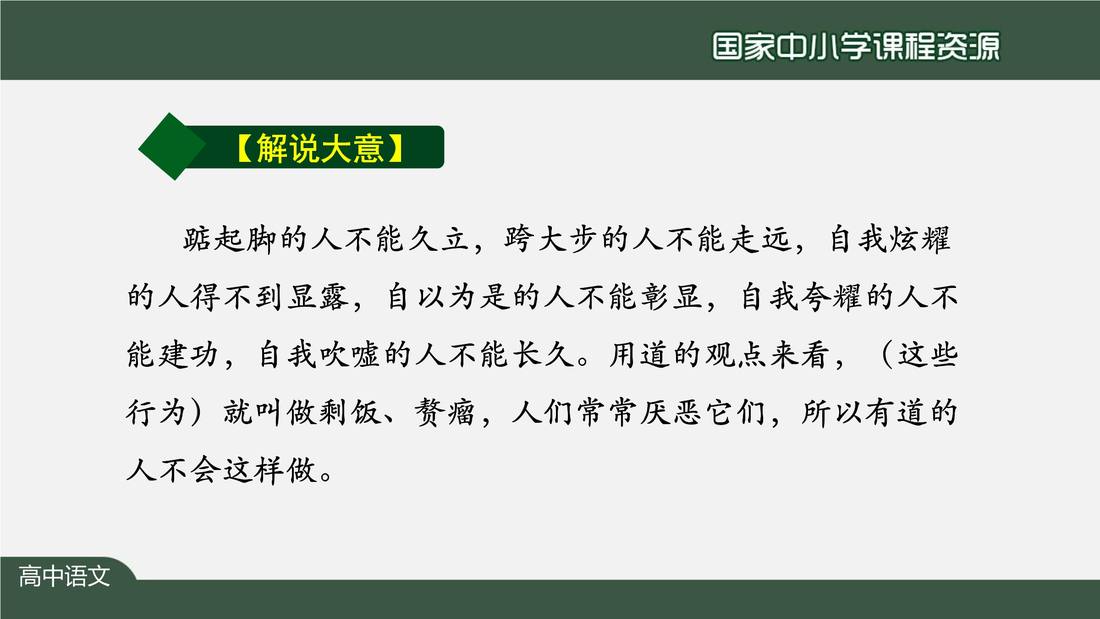 国家中小学课程资源
【解说大意】
踮起脚的人不能久立，跨大步的人不能走远，自我炫耀
的人得不到显露，自以为是的人不能彰显，自我夸耀的人不
能建功，自我吹嘘的人不能长久。用道的观点来看，（这些
行为）就叫做剩饭、赘瘤，人们常常厌恶它们，所以有道的
人不会这样做。
高中语文